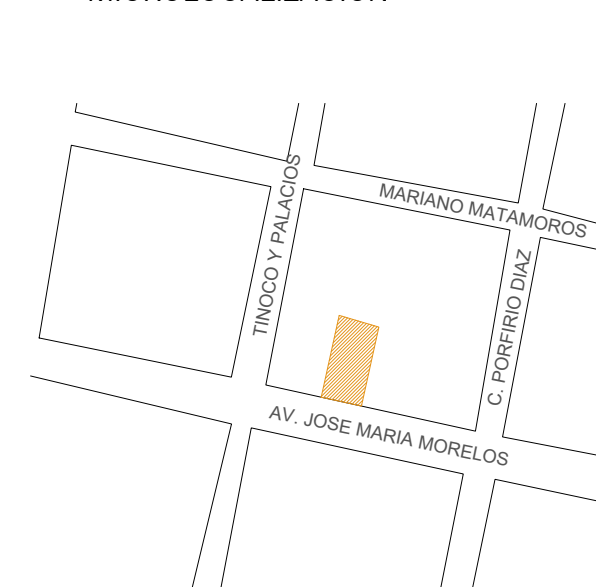 MARIANO MATAMOROS
TINOCO Y PALACIOS
C. PORFIRIO DIAZ
AV. JOSE MARIA MORELOS